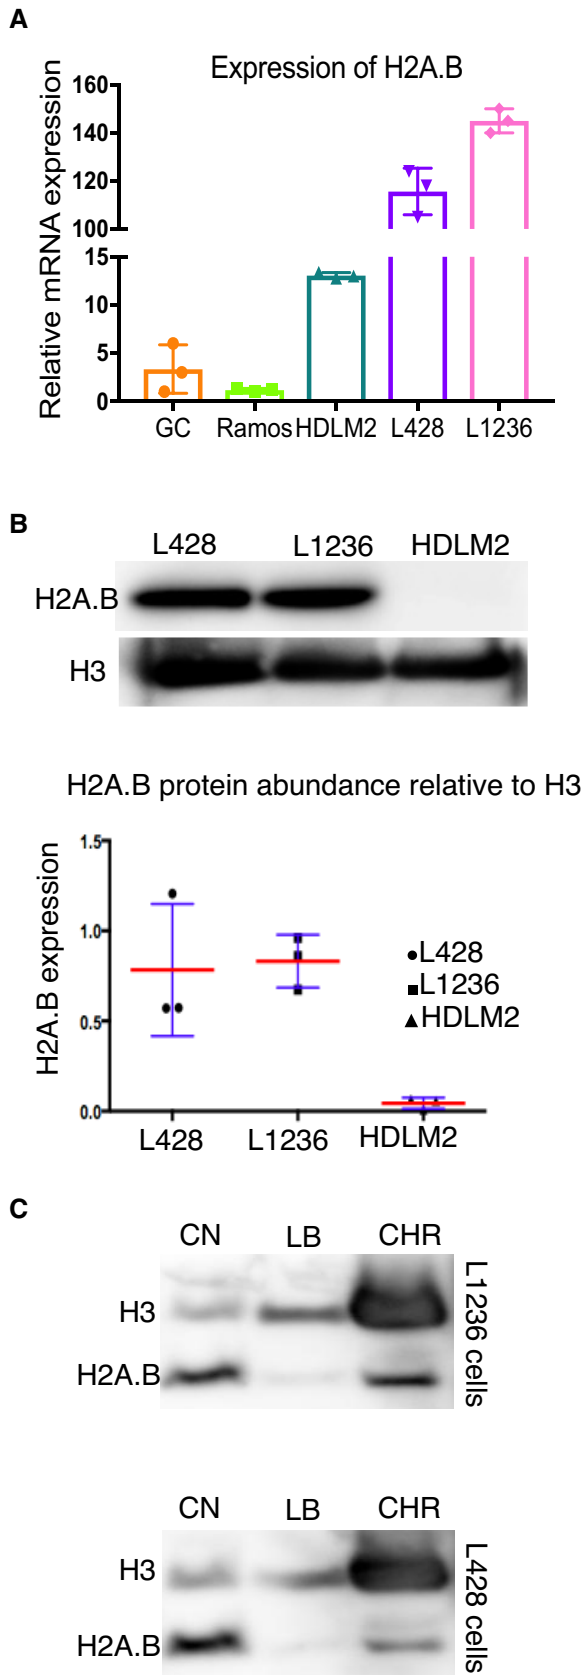 A
Expression of H2A.B
Relative mRNA expression
160
140
120
100
15
10
5
0
GC Ramos HDLM2 L428 L1236
B
L428 L1236 HDLM2
H2A.B
H3
H2A.B protein abundance relative to H3
H2A.B expression
1.5
1.0
0.5
0.0
L428
L1236
HDLM2
L428 L1236 HDLM2
C
CN LB CHR
H3
H2A.B
L1236 cells
CN LB CHR
H3
H2A.B
L428 cells